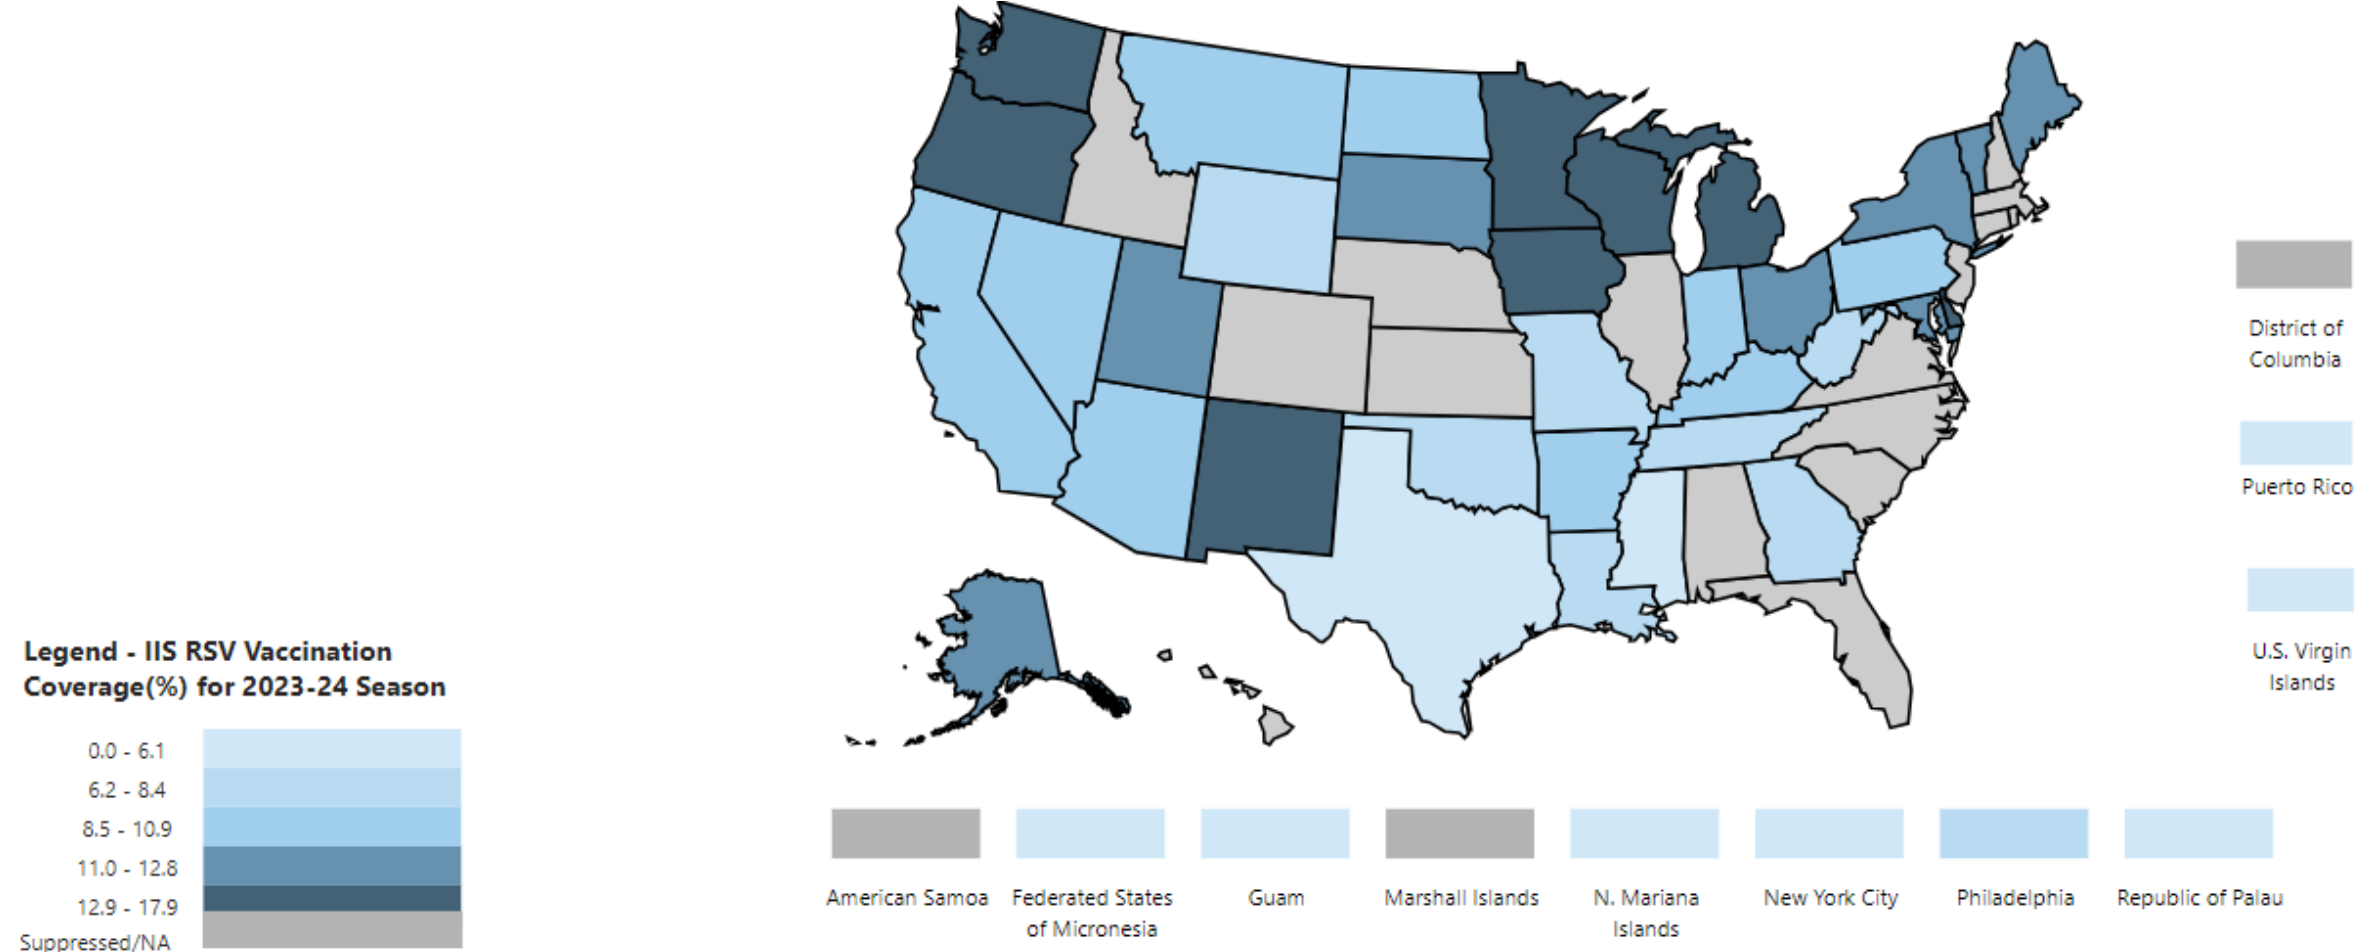 District of
Columbia
Puerto Rico
U.S. Virgin
Islands
Legend - IIS RSV Vaccination
Coverage(%) for 2023-24 Season
0.0 - 6.1
6.2 - 8.4
8.5 - 10.9
11.0 - 12.8
12.9 - 17.9
Suppressed/NA
American Samoa
Federated States
of Micronesia
Guam
Marshall Islands
N. Mariana
Islands
New York City
Philadelphia
Republic of Palau